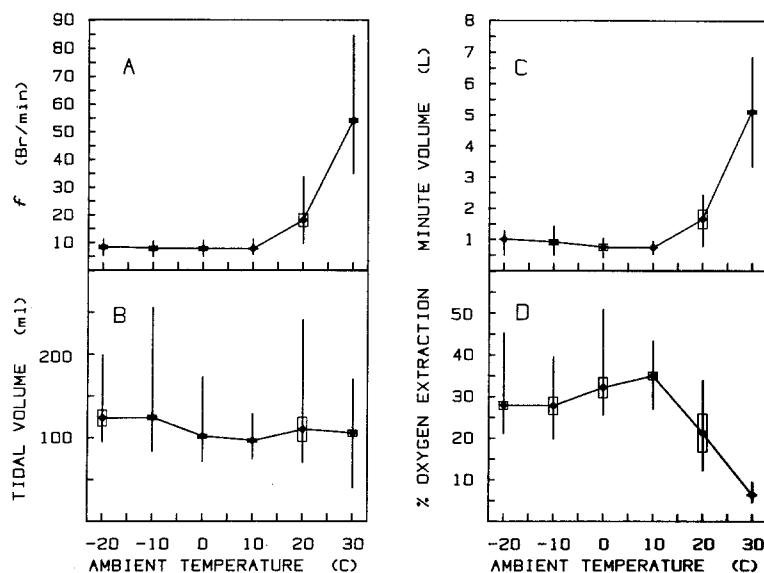 A
f (Br/min)
90
80
70
60
50
40
30
20
10
B
TIDAL VOLUME (ml)
200
100
-20 -10 0 10 20 30
AMBIENT TEMPERATURE (C)
C
MINUTE VOLUME (L)
8
7
6
5
4
3
2
1
D
% OXYGEN EXTRACTION
50
40
30
20
10
-20 -10 0 10 20 30
AMBIENT TEMPERATURE (C)